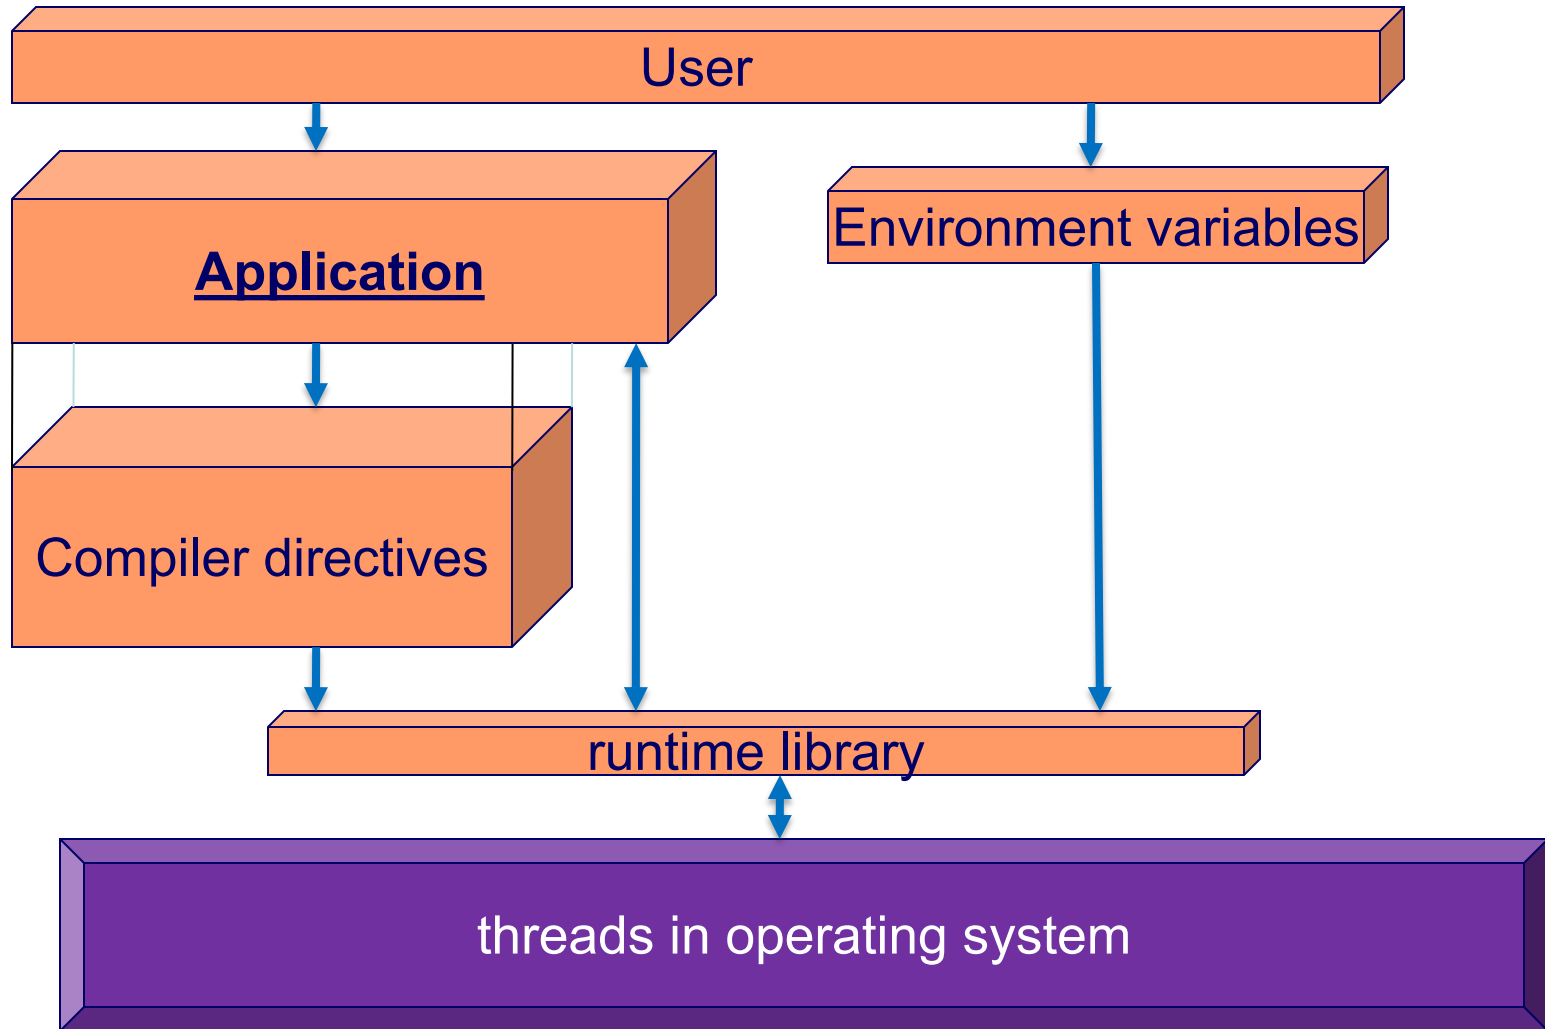 User
Environment variables
Application
Compiler directives
runtime library
threads in operating system